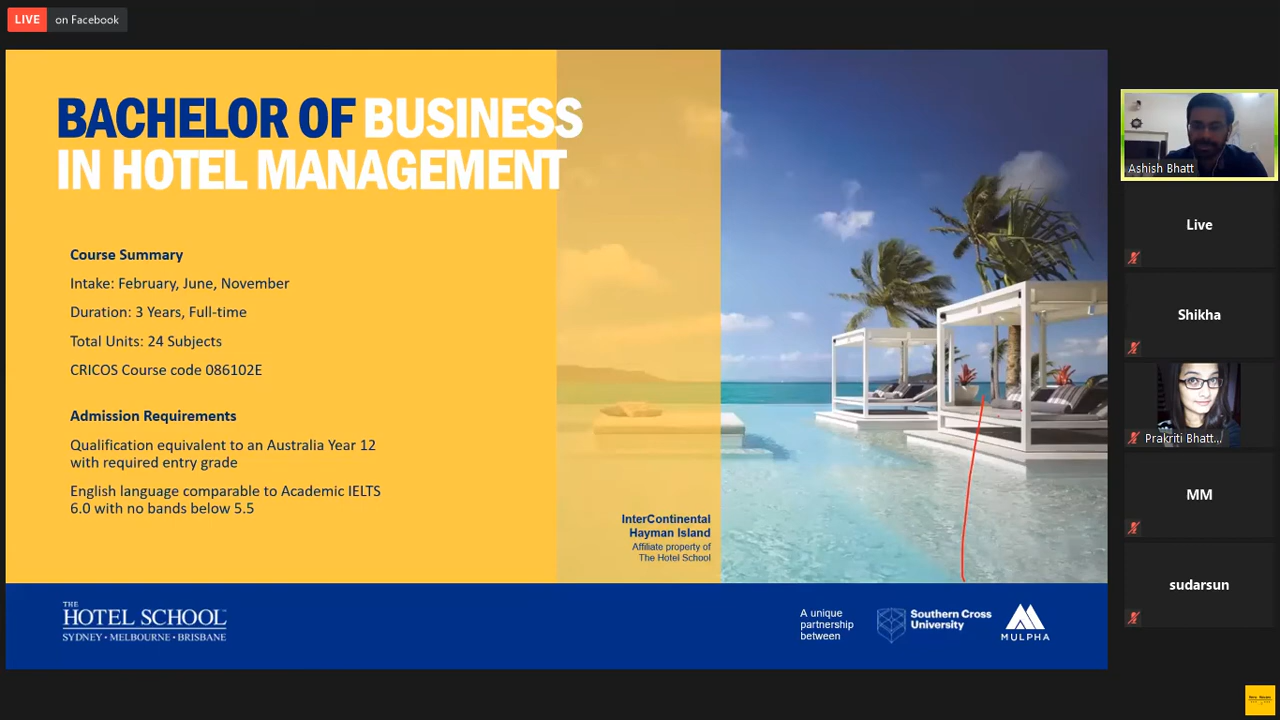 LIVE on Facebook
BACHELOR OF BUSINESS
IN HOTEL MANAGEMENT
Course Summary
Intake: February, June, November
Duration: 3 Years, Full-time
Total Units: 24 Subjects
CRICOS Course code 086102E
Admission Requirements
Qualification equivalent to an Australia Year 12
with required entry grade
English language comparable to Academic IELTS
6.0 with no bands below 5.5
InterContinental
Hayman Island
Affiliate property of
The Hotel School
THE
HOTEL SCHOOL
SYDNEY • MELBOURNE • BRISBANE
A unique
partnership
between
Southern Cross
University
MULPHA
Ashish Bhatt
Live
Shikha
Prakriti Bhatt...
MM
sudarsun